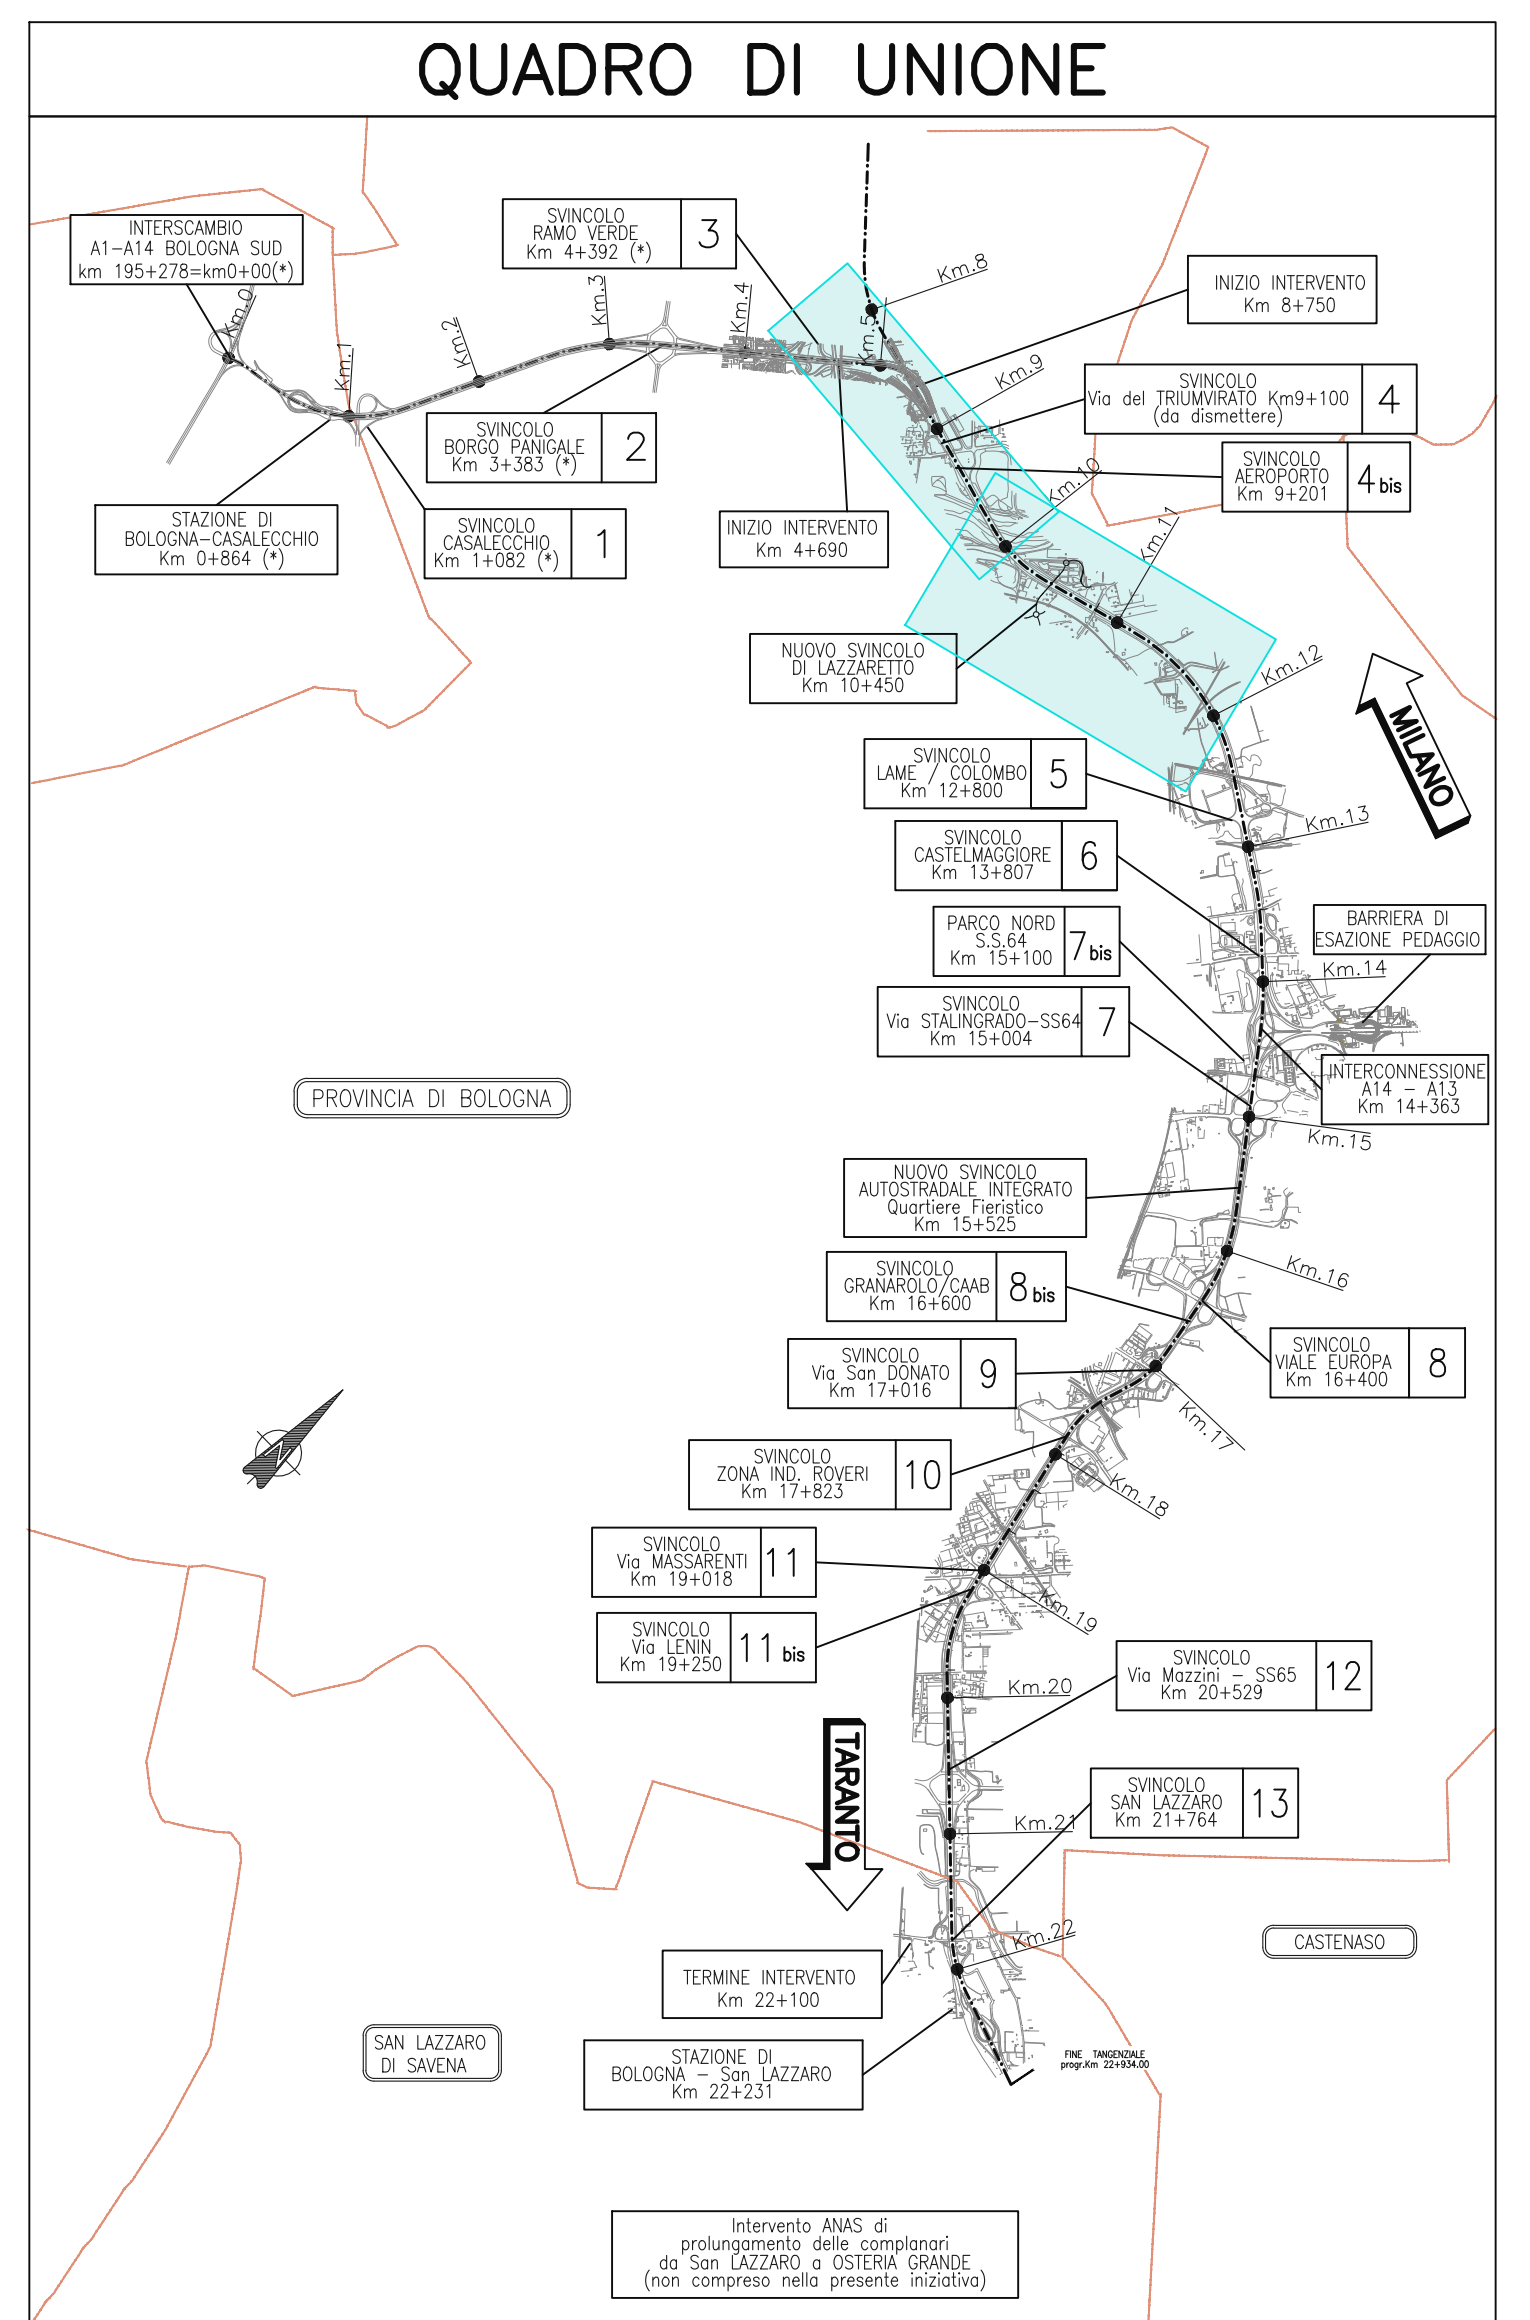 QUADRO DI UNIONE
INTERSCAMBIO
A1-A14 BOLOGNA SUD
km 195+278=km0+00(*)
SVINCOLO
RAMO VERDE
Km 4+392 (*)
3
INIZIO INTERVENTO
Km 8+750
Km.0
Km.1
Km.2
Km.3
Km.4
Km.5
Km.8
Km.9
SVINCOLO
Via del TRIUMVIRATO Km9+100
(da dismettere)
4
SVINCOLO
BORGO PANIGALE
Km 3+383 (*)
2
SVINCOLO
AEROPORTO
Km 9+201
4 bis
Km.10
Km.11
STAZIONE DI
BOLOGNA-CASALECCHIO
Km 0+864 (*)
SVINCOLO
CASALECCHIO
Km 1+082 (*)
1
INIZIO INTERVENTO
Km 4+690
NUOVO SVINCOLO
DI LAZZARETTO
Km 10+450
Km.12
MILANO
SVINCOLO
LAME / COLOMBO
Km 12+800
5
Km.13
SVINCOLO
CASTELMAGGIORE
Km 13+807
6
PARCO NORD
S.S.64
Km 15+100
7 bis
BARRIERA DI
ESAZIONE PEDAGGIO
Km.14
SVINCOLO
Via STALINGRADO-SS64
Km 15+004
7
INTERCONNESSIONE
A14 - A13
Km 14+363
PROVINCIA DI BOLOGNA
Km.15
NUOVO SVINCOLO
AUTOSTRADALE INTEGRATO
Quartiere Fieristico
Km 15+525
Km.16
SVINCOLO
GRANAROLO/CAAB
Km 16+600
8 bis
SVINCOLO
VIALE EUROPA
Km 16+400
8
SVINCOLO
Via San DONATO
Km 17+016
9
Km.17
SVINCOLO
ZONA IND. ROVERI
Km 17+823
10
Km.18
SVINCOLO
Via MASSARENTI
Km 19+018
11
Km.19
SVINCOLO
Via LENIN
Km 19+250
11 bis
Km.20
SVINCOLO
Via Mazzini - SS65
Km 20+529
12
TARANTO
SVINCOLO
SAN LAZZARO
Km 21+764
13
Km.21
Km.22
CASTENASO
TERMINE INTERVENTO
Km 22+100
SAN LAZZARO
DI SAVENA
STAZIONE DI
BOLOGNA - San LAZZARO
Km 22+231
FINE TANGENZIALE
progr.Km 22+934.00
Intervento ANAS di
prolungamento delle complanari
da San LAZZARO a OSTERIA GRANDE
(non compreso nella presente iniziativa)